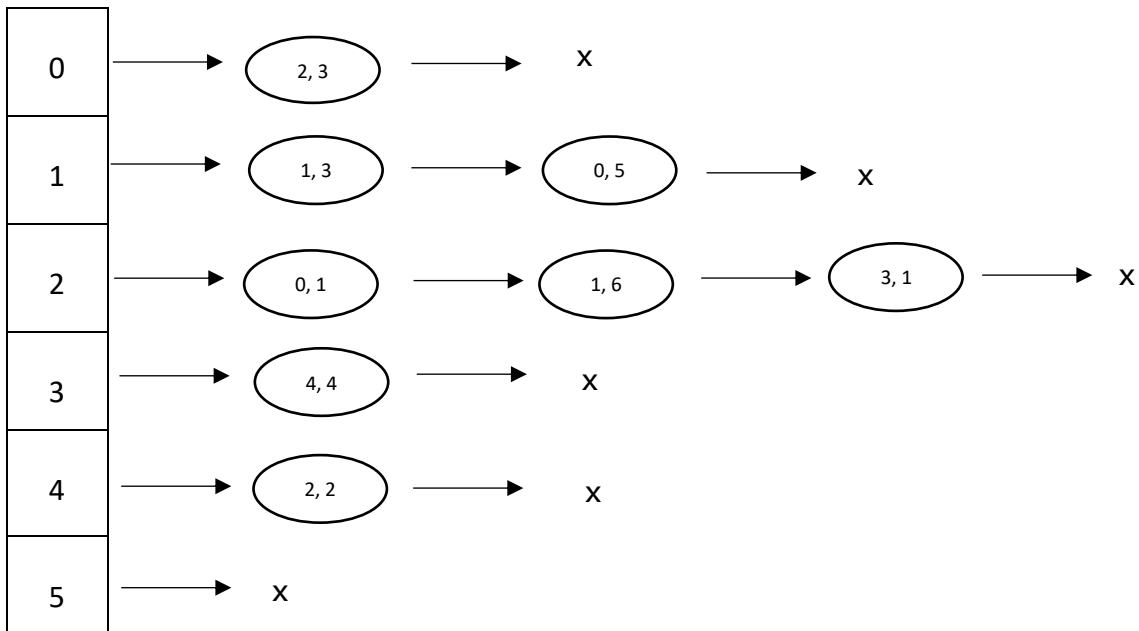 0 2, 3 x
1 1, 3 0, 5 x
2 0, 1 1, 6 3, 1 x
3 4, 4 x
4 2, 2 x
5 x